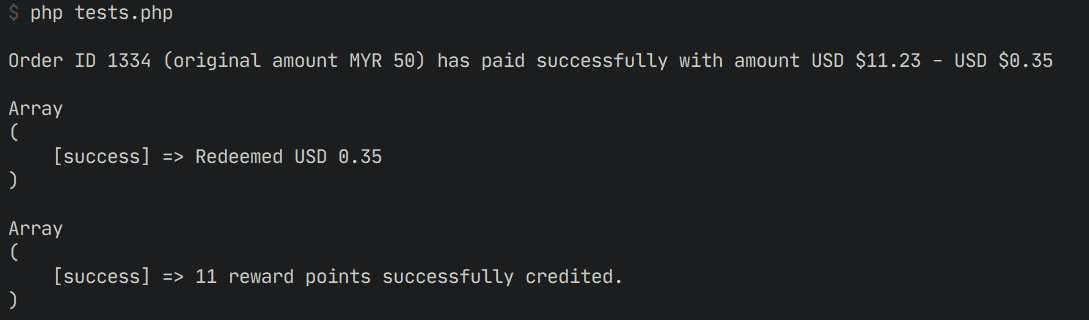 $ php tests.php
Order ID 1334 (original amount MYR 50) has paid successfully with amount USD $11.23 - USD $0.35
Array
(
    [success] => Redeemed USD 0.35
)
Array
(
    [success] => 11 reward points successfully credited.
)